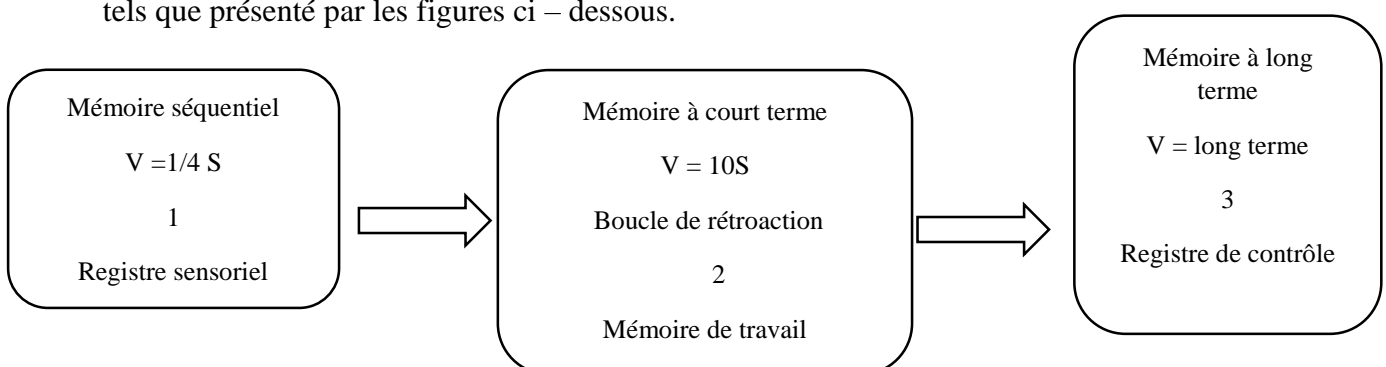 tels que présenté par les figures ci – dessous.
Mémoire séquentiel
V =1/4 S
1
Registre sensoriel
Mémoire à court terme
V = 10S
Boucle de rétroaction
2
Mémoire de travail
Mémoire à long
terme
V = long terme
3
Registre de contrôle